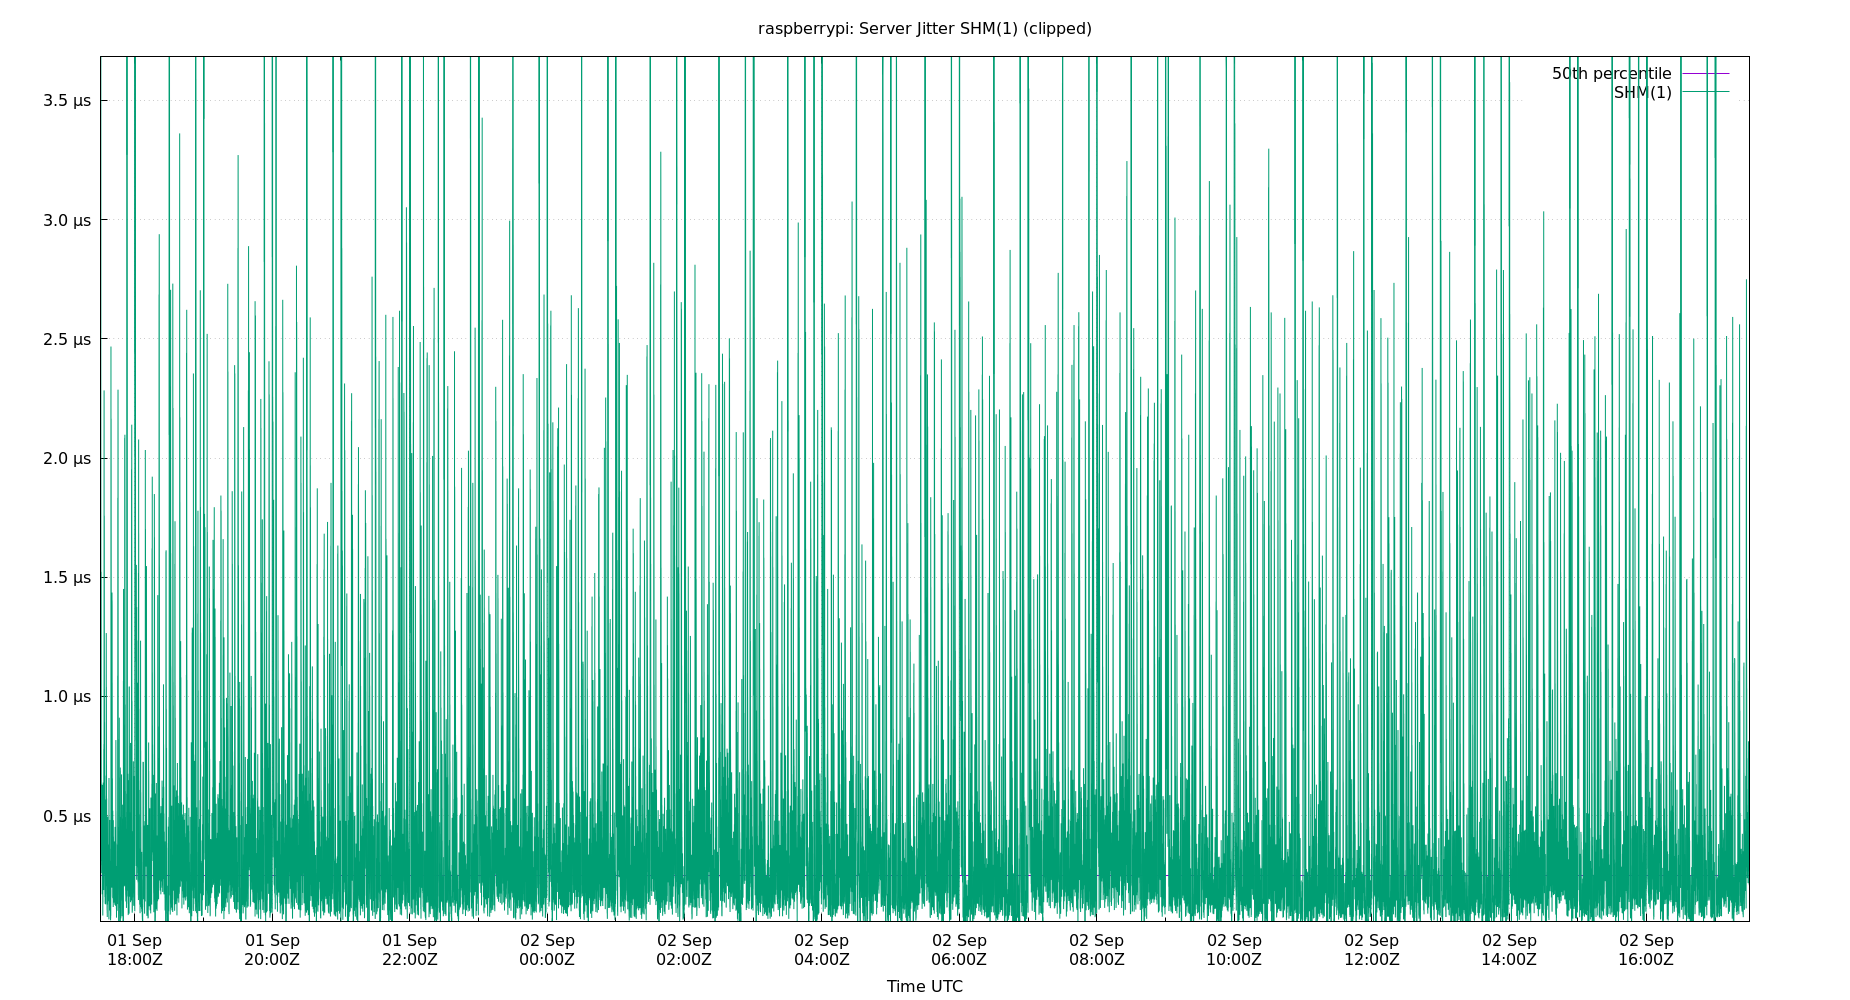 raspberrypi: Server Jitter SHM(1) (clipped)
50th percentile
SHM(1)
3.5 µs
3.0 µs
2.5 µs
2.0 µs
1.5 µs
1.0 µs
0.5 µs
01 Sep 01 Sep 01 Sep 02 Sep 02 Sep 02 Sep 02 Sep 02 Sep 02 Sep 02 Sep 02 Sep 02 Sep
18:00Z 20:00Z 22:00Z 00:00Z 02:00Z 04:00Z 06:00Z 08:00Z 10:00Z 12:00Z 14:00Z 16:00Z
Time UTC